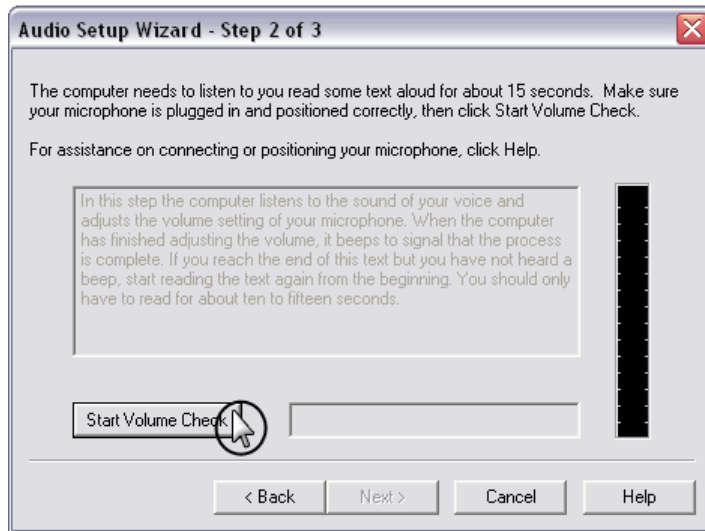 Audio Setup Wizard - Step 2 of 3
The computer needs to listen to you read some text aloud for about 15 seconds. Make sure
your microphone is plugged in and positioned correctly, then click Start Volume Check.
For assistance on connecting or positioning your microphone, click Help.
In this step the computer listens to the sound of your voice and
adjusts the volume setting of your microphone. When the computer
has finished adjusting the volume, it beeps to signal that the process
is complete. If you reach the end of this text but you have not heard a
beep, start reading the text again from the beginning. You should only
have to read for about ten to fifteen seconds.
Start Volume Check
< Back
Next >
Cancel
Help